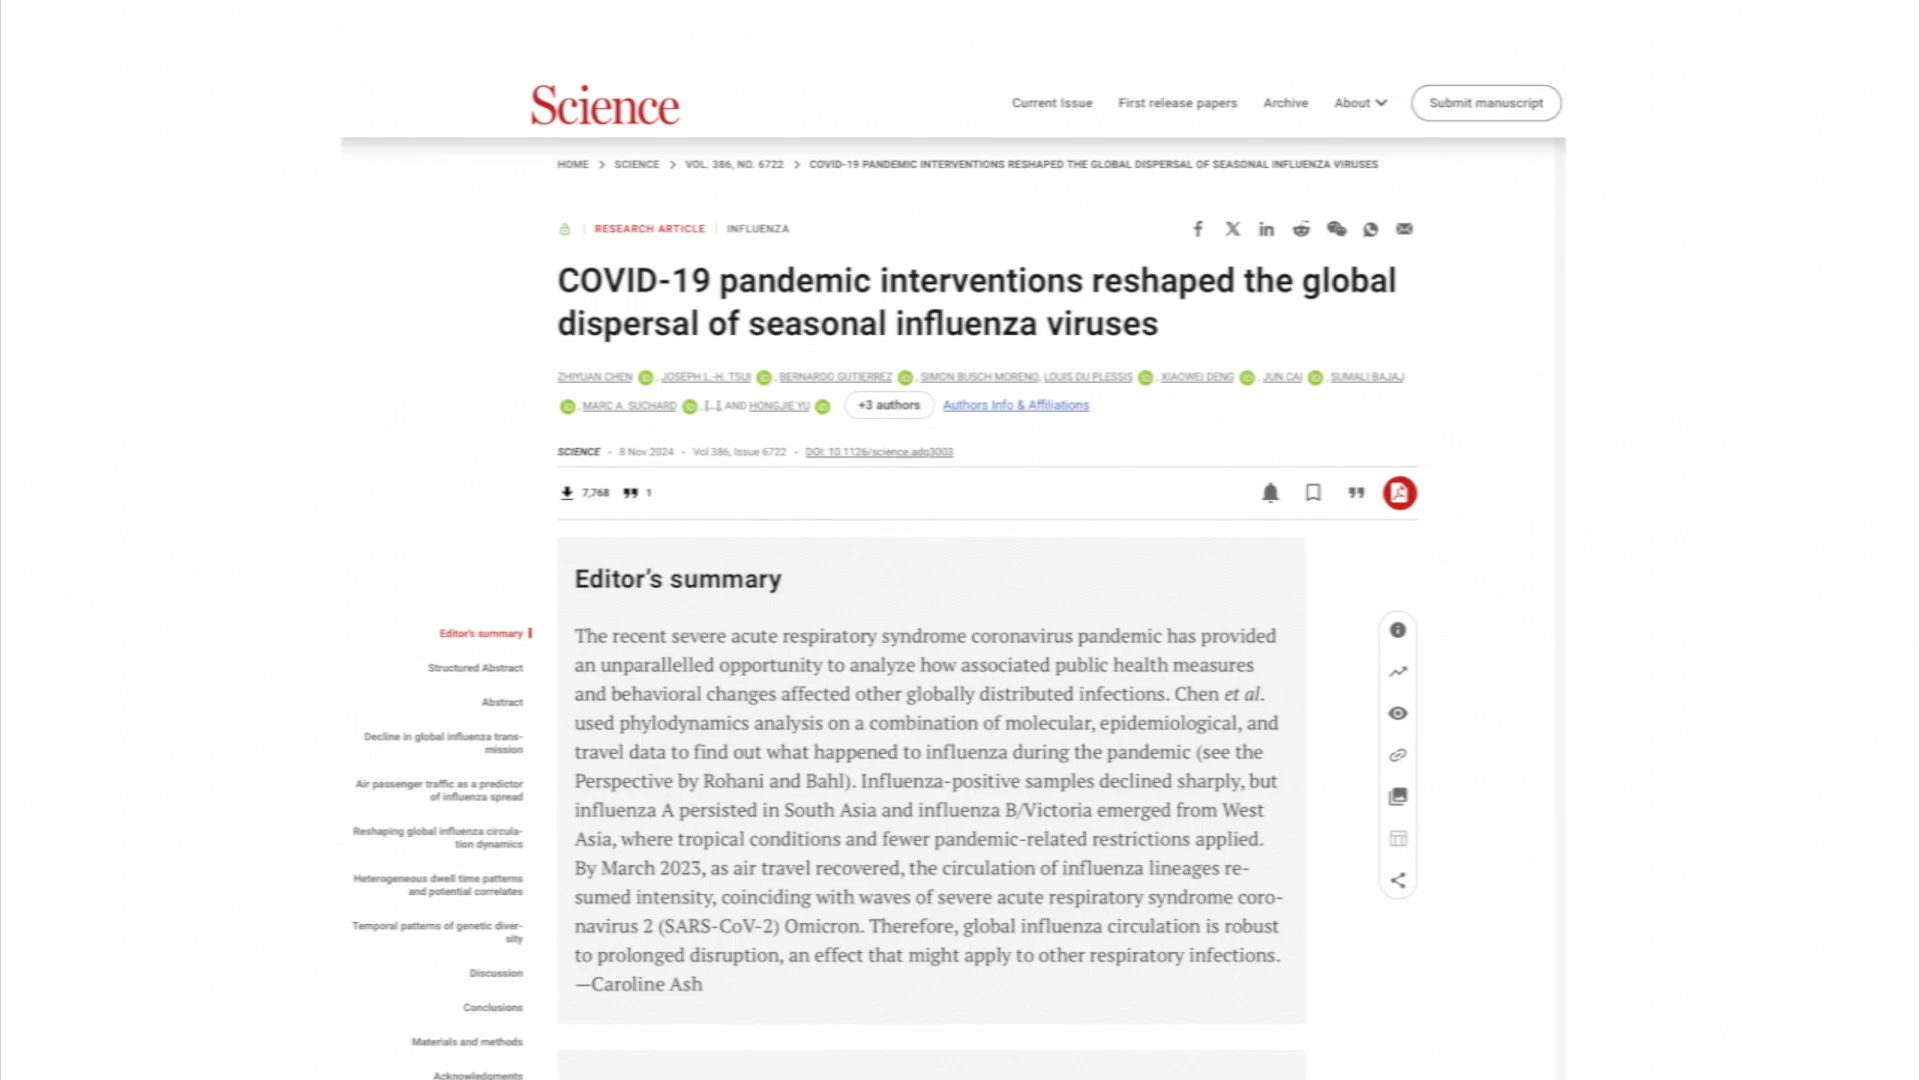 Science
Current Issue First release papers Archive About Submit manuscript
HOME > SCIENCE > VOL. 386, NO. 6722 > COVID-19 PANDEMIC INTERVENTIONS RESHAPED THE GLOBAL DISPERSAL OF SEASONAL INFLUENZA VIRUSES
RESEARCH ARTICLE | INFLUENZA
COVID-19 pandemic interventions reshaped the global
dispersal of seasonal influenza viruses
ZHIYUAN CHEN, JOSEPH L.-H. TSUI, BERNARDO GUTIERREZ, SIMON BUSCH MORENO, LOUIS DU PLESSIS, XIAOWEI DENG, JUN CAI, SUMALI BAJAJ
, MARC A. SUCHARD, [...], AND HONGJIE YU +3 authors Authors Info & Affiliations
SCIENCE • 8 Nov 2024 • Vol 386, Issue 6722 • DOI: 10.1126/science.adq3003
7,768 1
Editor's summary
The recent severe acute respiratory syndrome coronavirus pandemic has provided
an unparallelled opportunity to analyze how associated public health measures
and behavioral changes affected other globally distributed infections. Chen et al.
used phylodynamics analysis on a combination of molecular, epidemiological, and
travel data to find out what happened to influenza during the pandemic (see the
Perspective by Rohani and Bahl). Influenza-positive samples declined sharply, but
influenza A persisted in South Asia and influenza B/Victoria emerged from West
Asia, where tropical conditions and fewer pandemic-related restrictions applied.
By March 2023, as air travel recovered, the circulation of influenza lineages re-
sumed intensity, coinciding with waves of severe acute respiratory syndrome coro-
navirus 2 (SARS-CoV-2) Omicron. Therefore, global influenza circulation is robust
to prolonged disruption, an effect that might apply to other respiratory infections.
—Caroline Ash
Editor's summary
Structured Abstract
Abstract
Decline in global influenza trans-
mission
Air passenger traffic as a predictor
of influenza spread
Reshaping global influenza circula-
tion dynamics
Heterogeneous dwell time patterns
and potential correlates
Temporal patterns of genetic diver-
sity
Discussion
Conclusions
Materials and methods
Acknowledgments